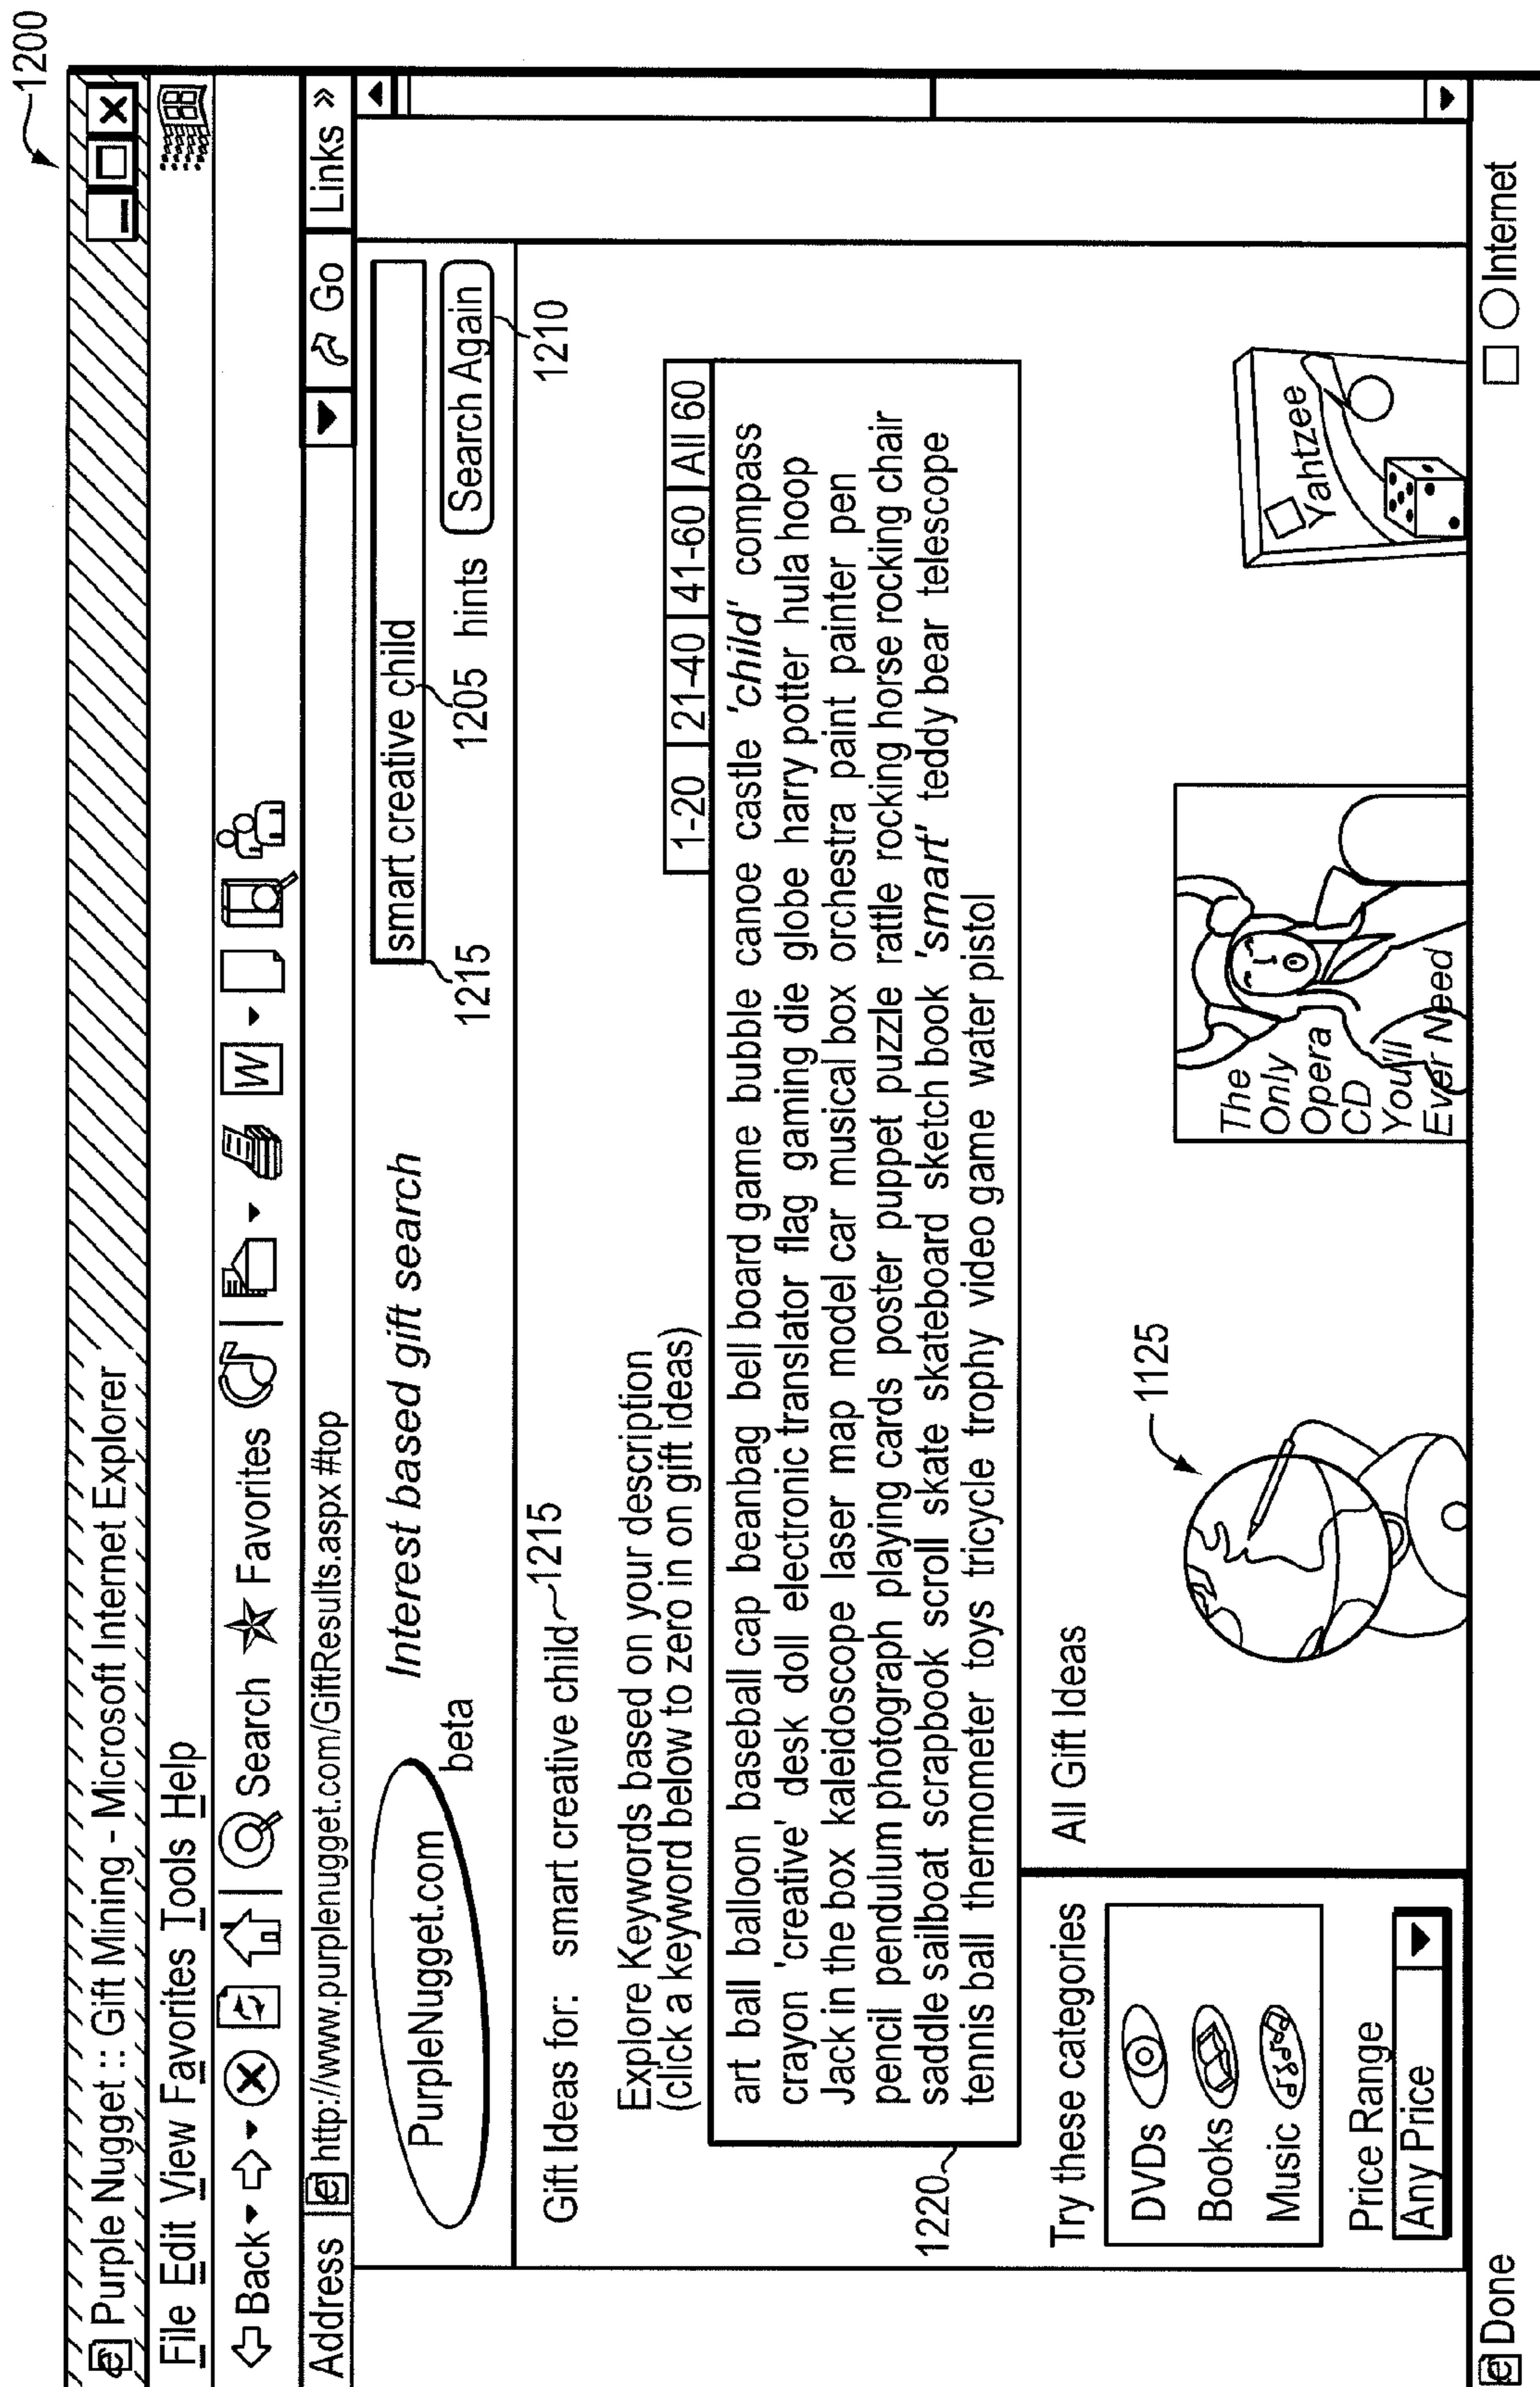 1200
Purple Nugget :: Gift Mining - Microsoft Internet Explorer
File Edit View Favorites Tools Help
Back Search Favorites W
Address http://www.purplenugget.com/GiftResults.aspx #top Go Links »
PurpleNugget.com
beta
Interest based gift search
smart creative child
1215
1205 hints Search Again
1210
Gift Ideas for: smart creative child 1215
Explore Keywords based on your description
(click a keyword below to zero in on gift ideas)
1-20 21-40 41-60 All 60
art ball balloon baseball cap beanbag bell board game bubble canoe castle 'child' compass
crayon 'creative' desk doll electronic translator flag gaming die globe harry potter hula hoop
Jack in the box kaleidoscope laser map model car musical box orchestra paint painter pen
pencil pendulum photograph playing cards poster puppet puzzle rattle rocking horse rocking chair
saddle sailboat scrapbook scroll skate skateboard sketch book 'smart' teddy bear telescope
tennis ball thermometer toys tricycle trophy video game water pistol
1220
Try these categories
DVDs
Books
Music
Price Range
Any Price
All Gift Ideas
1125
The
Only
Opera
CD
You'll
Ever Need
Yahtzee
Done
Internet